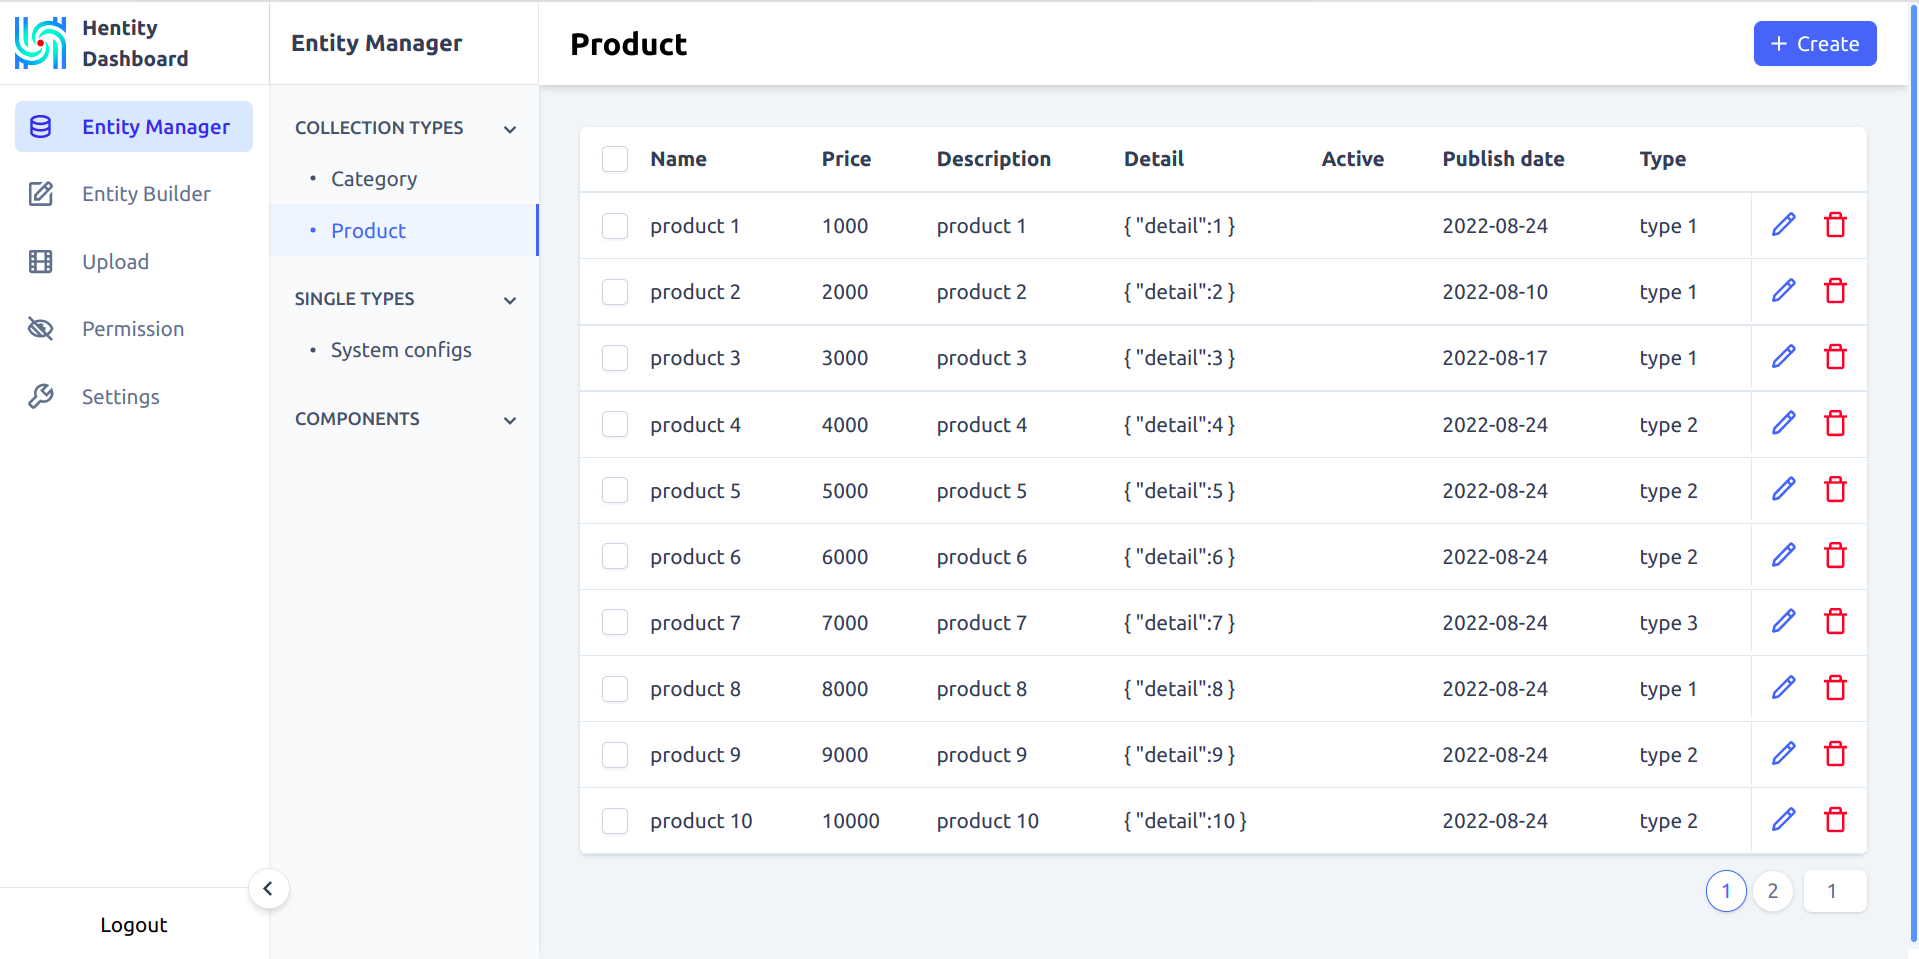 Hentity
Dashboard
Entity Manager
Entity Builder
Upload
Permission
Settings
Logout
Entity Manager
COLLECTION TYPES
• Category
• Product
SINGLE TYPES
• System configs
COMPONENTS
Product
+ Create
Name Price Description Detail Active Publish date Type
product 1 1000 product 1 { "detail":1 } 2022-08-24 type 1
product 2 2000 product 2 { "detail":2 } 2022-08-10 type 1
product 3 3000 product 3 { "detail":3 } 2022-08-17 type 1
product 4 4000 product 4 { "detail":4 } 2022-08-24 type 2
product 5 5000 product 5 { "detail":5 } 2022-08-24 type 2
product 6 6000 product 6 { "detail":6 } 2022-08-24 type 2
product 7 7000 product 7 { "detail":7 } 2022-08-24 type 3
product 8 8000 product 8 { "detail":8 } 2022-08-24 type 1
product 9 9000 product 9 { "detail":9 } 2022-08-24 type 2
product 10 10000 product 10 { "detail":10 } 2022-08-24 type 2
1 2 1